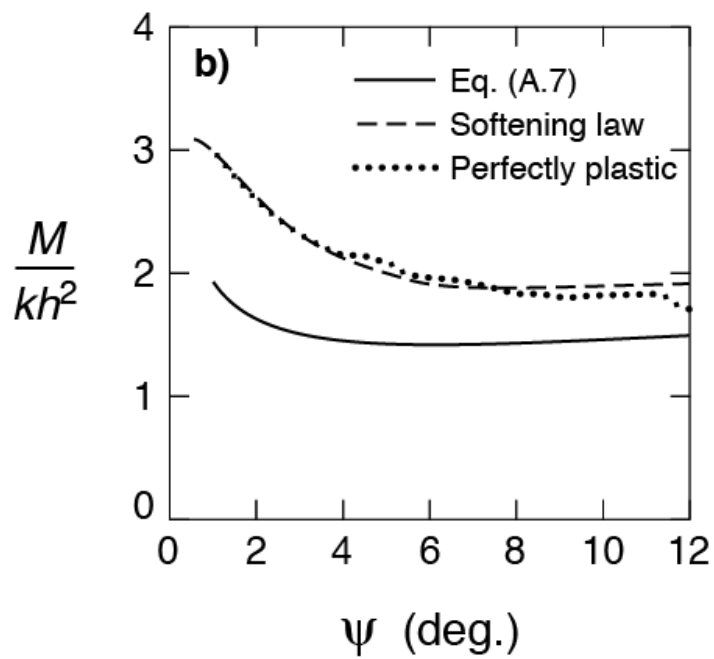 4
b)
Eq. (A.7)
Softening law
3
Perfectly plastic
M
kh²
2
1
0
0 2 4 6 8 10 12
ψ (deg.)